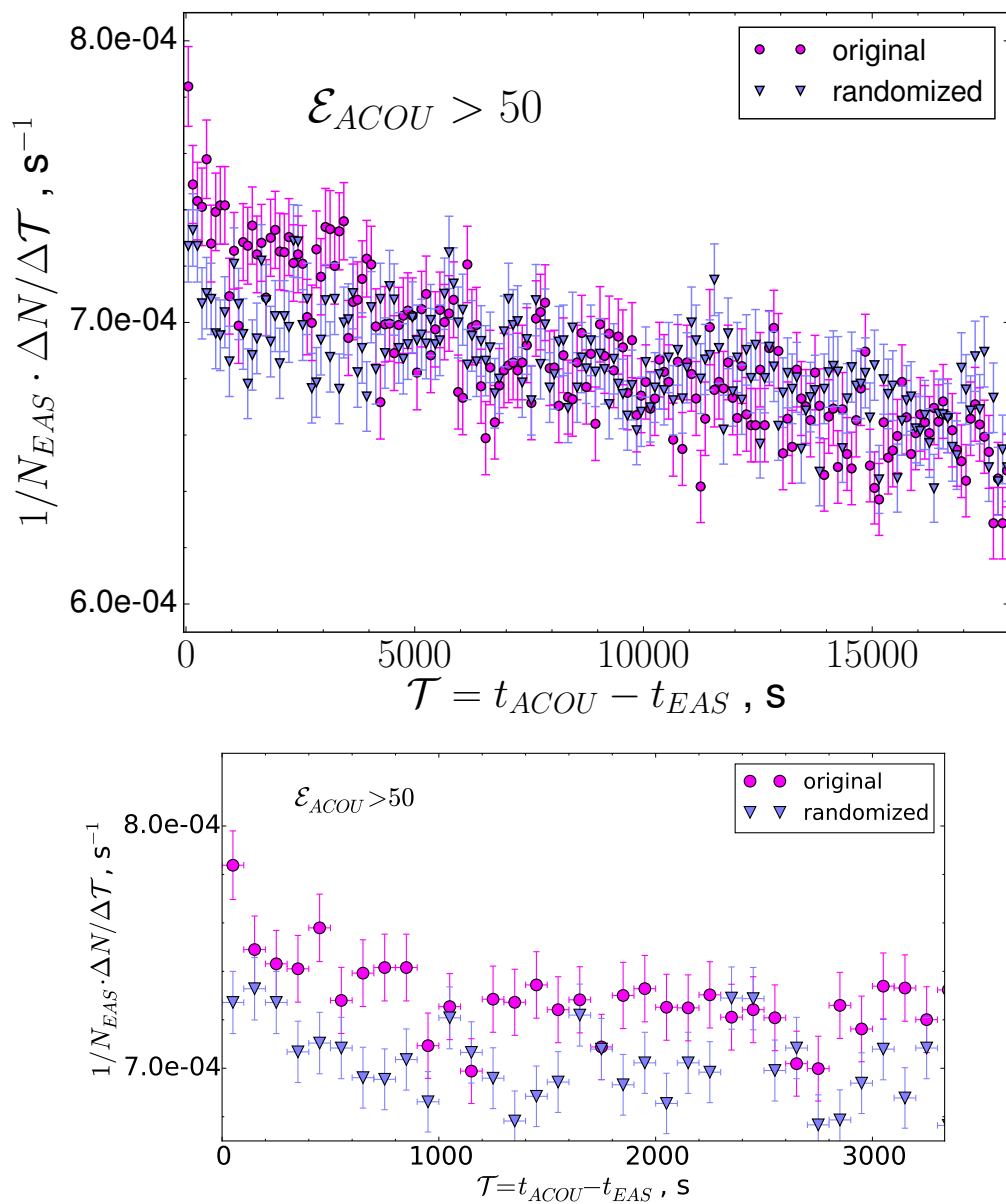 8.0e-04
original
randomized
ℰ_ACOU > 50
1/N_EAS · ΔN/Δ𝒯 , s⁻¹
7.0e-04
6.0e-04
0 5000 10000 15000
𝒯 = t_ACOU − t_EAS , s
original
randomized
ℰ_ACOU >50
8.0e-04
1/N_EAS · ΔN/Δ𝒯, s⁻¹
7.0e-04
0 1000 2000 3000
𝒯=t_ACOU−t_EAS , s